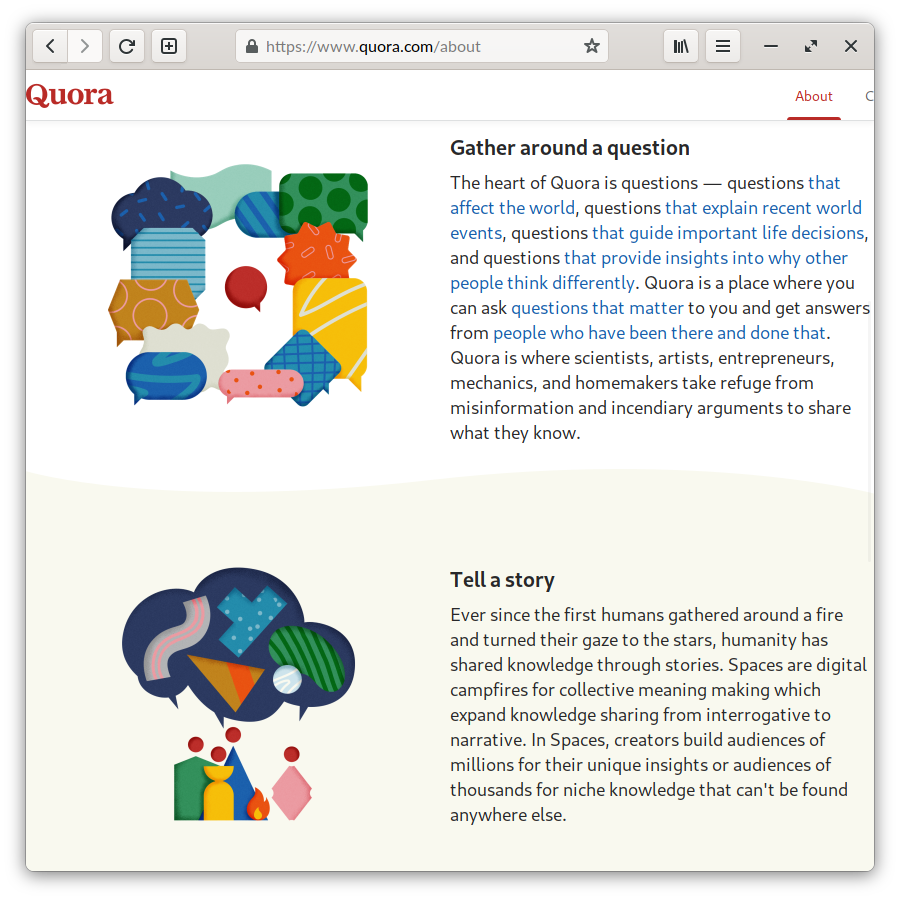 https://www.quora.com/about
Quora
About
Gather around a question
The heart of Quora is questions — questions that
affect the world, questions that explain recent world
events, questions that guide important life decisions,
and questions that provide insights into why other
people think differently. Quora is a place where you
can ask questions that matter to you and get answers
from people who have been there and done that.
Quora is where scientists, artists, entrepreneurs,
mechanics, and homemakers take refuge from
misinformation and incendiary arguments to share
what they know.
Tell a story
Ever since the first humans gathered around a fire
and turned their gaze to the stars, humanity has
shared knowledge through stories. Spaces are digital
campfires for collective meaning making which
expand knowledge sharing from interrogative to
narrative. In Spaces, creators build audiences of
millions for their unique insights or audiences of
thousands for niche knowledge that can't be found
anywhere else.